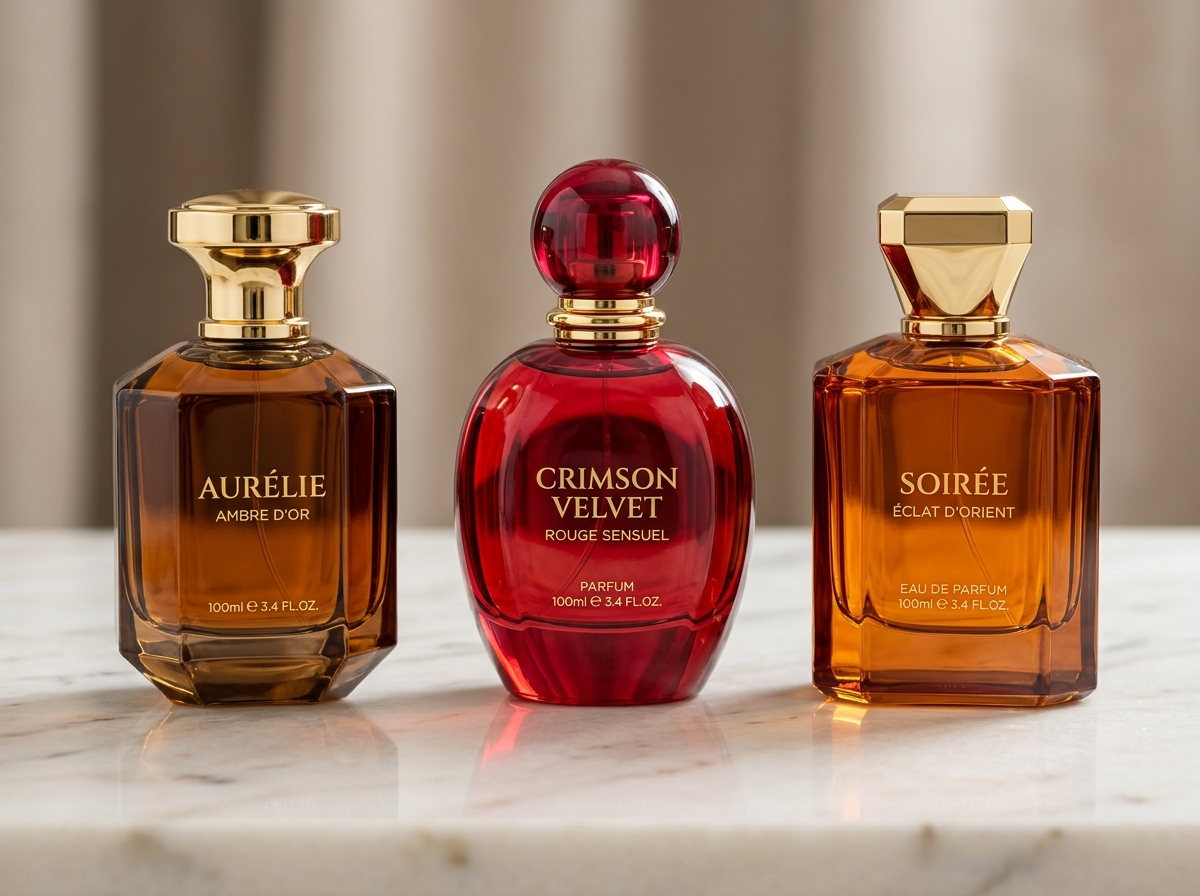 AURÉLIE
AMBRE D'OR
100ml ℮ 3.4 FL.OZ.
CRIMSON
VELVET
ROUGE SENSUEL
PARFUM
100ml ℮ 3.4 FL.OZ.
SOIRÉE
ÉCLAT D'ORIENT
EAU DE PARFUM
100ml ℮ 3.4 FL.OZ.